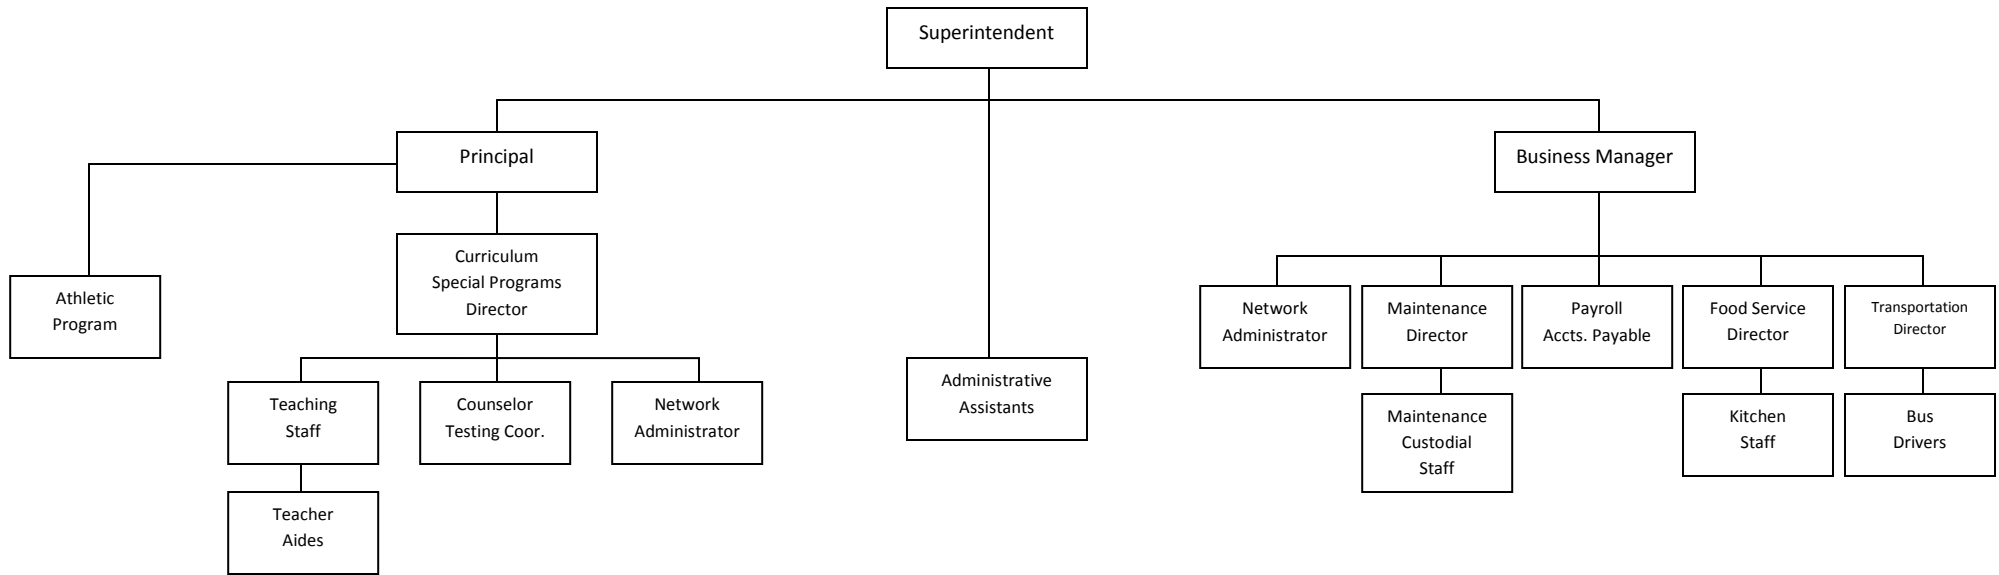 Superintendent
Principal
Business Manager
Curriculum
Special Programs
Director
Athletic
Program
Network
Administrator
Maintenance
Director
Payroll
Accts. Payable
Food Service
Director
Transportation
Director
Administrative
Assistants
Teaching
Staff
Counselor
Testing Coor.
Network
Administrator
Maintenance
Custodial
Staff
Kitchen
Staff
Bus
Drivers
Teacher
Aides